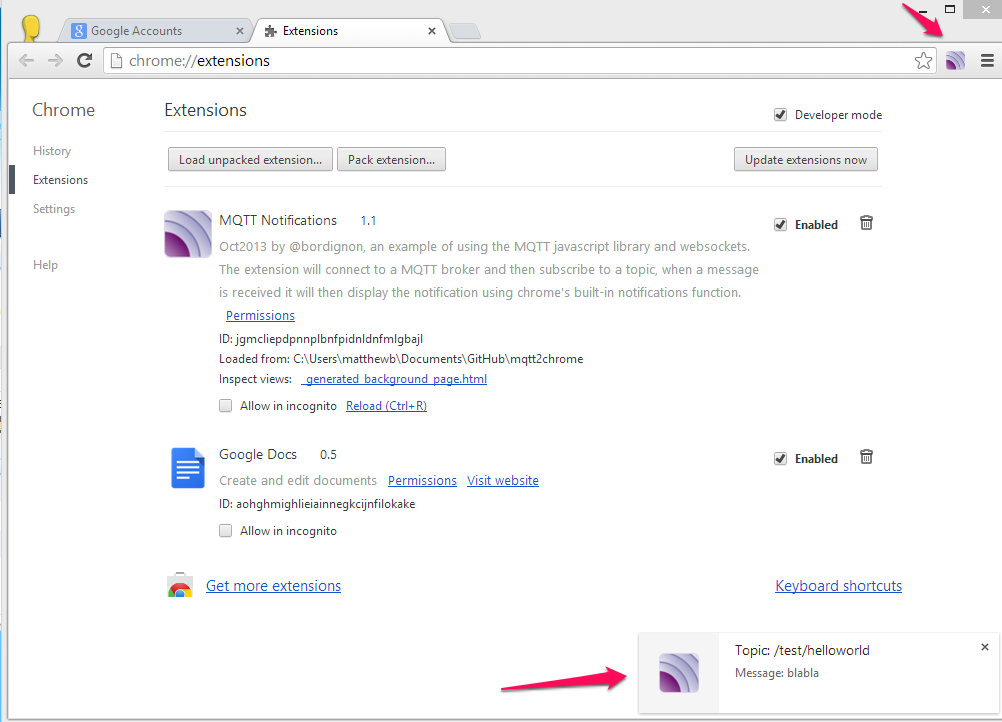 Google Accounts
Extensions
chrome://extensions
Chrome
Extensions
Developer mode
History
Extensions
Settings
Help
Load unpacked extension...
Pack extension...
Update extensions now
MQTT Notifications 1.1
Enabled
Oct2013 by @bordignon, an example of using the MQTT javascript library and websockets.
The extension will connect to a MQTT broker and then subscribe to a topic, when a message
is received it will then display the notification using chrome's built-in notifications function.
Permissions
ID: jgmcliepdpnnplbnfpidnldnfmlgbajl
Loaded from: C:\Users\matthewb\Documents\GitHub\mqtt2chrome
Inspect views: _generated_background_page.html
Allow in incognito Reload (Ctrl+R)
Google Docs 0.5
Enabled
Create and edit documents Permissions Visit website
ID: aohghmighlieiainnegkcijnfilokake
Allow in incognito
Get more extensions
Keyboard shortcuts
Topic: /test/helloworld
Message: blabla